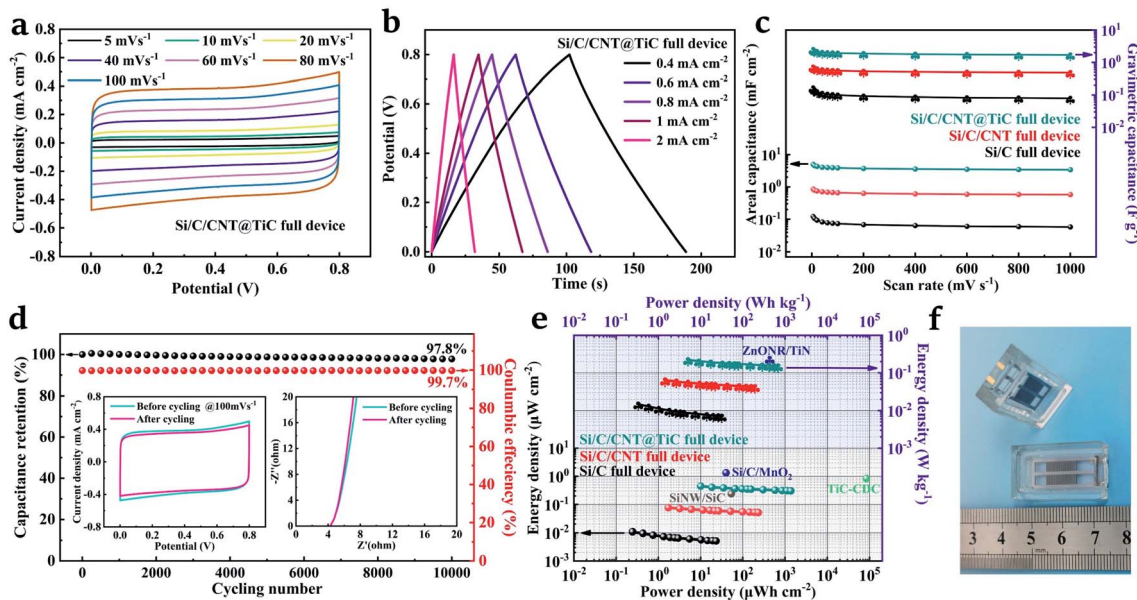 a
Current density (mA cm⁻²)
0.8
0.6
0.4
0.2
0.0
-0.2
-0.4
-0.6
-0.8
5 mVs⁻¹ 10 mVs⁻¹ 20 mVs⁻¹
40 mVs⁻¹ 60 mVs⁻¹ 80 mVs⁻¹
100 mVs⁻¹
Si/C/CNT@TiC full device
0.0 0.2 0.4 0.6 0.8
Potential (V)
b
Potential (V)
1.0
0.8
0.6
0.4
0.2
0.0
Si/C/CNT@TiC full device
0.4 mA cm⁻²
0.6 mA cm⁻²
0.8 mA cm⁻²
1 mA cm⁻²
2 mA cm⁻²
0 50 100 150 200
Time (s)
c
Areal capacitance (mF cm⁻²)
10¹
10⁰
10⁻¹
10⁻²
Si/C/CNT@TiC full device
Si/C/CNT full device
Si/C full device
10²
10¹
10⁰
10⁻¹
10⁻²
Gravimetric capacitance (F g⁻¹)
0 200 400 600 800 1000
Scan rate (mV s⁻¹)
d
Capacitance retention (%)
120
100
80
60
40
20
0
97.8%
99.7%
100
80
60
40
20
0
Coulumbic effeciency (%)
Current density (mA cm⁻²)
0.8
0.4
0.0
-0.4
-0.8
Before cycling @100mVs⁻¹
After cycling
0.0 0.2 0.4 0.6 0.8
Potential (V)
-Z''(ohm)
20
16
12
8
4
0
Before cycling
After cycling
0 4 8 12 16 20
Z'(ohm)
0 2000 4000 6000 8000 10000
Cycling number
e
Power density (Wh kg⁻¹)
10⁻² 10⁻¹ 10⁰ 10¹ 10² 10³ 10⁴ 10⁵
Energy density (µW cm⁻²)
10¹
10⁰
10⁻¹
10⁻²
10⁻³
ZnONR/TiN
Si/C/CNT@TiC full device
Si/C/CNT full device
Si/C full device
Si/C/MnO₂
SiNW/SiC
TiC-CDC
10⁰
10⁻¹
10⁻²
10⁻³
Energy density (W kg⁻¹)
10⁻² 10⁻¹ 10⁰ 10¹ 10² 10³ 10⁴ 10⁵
Power density (µWh cm⁻²)
f
3 4 5 6 7 8
mm